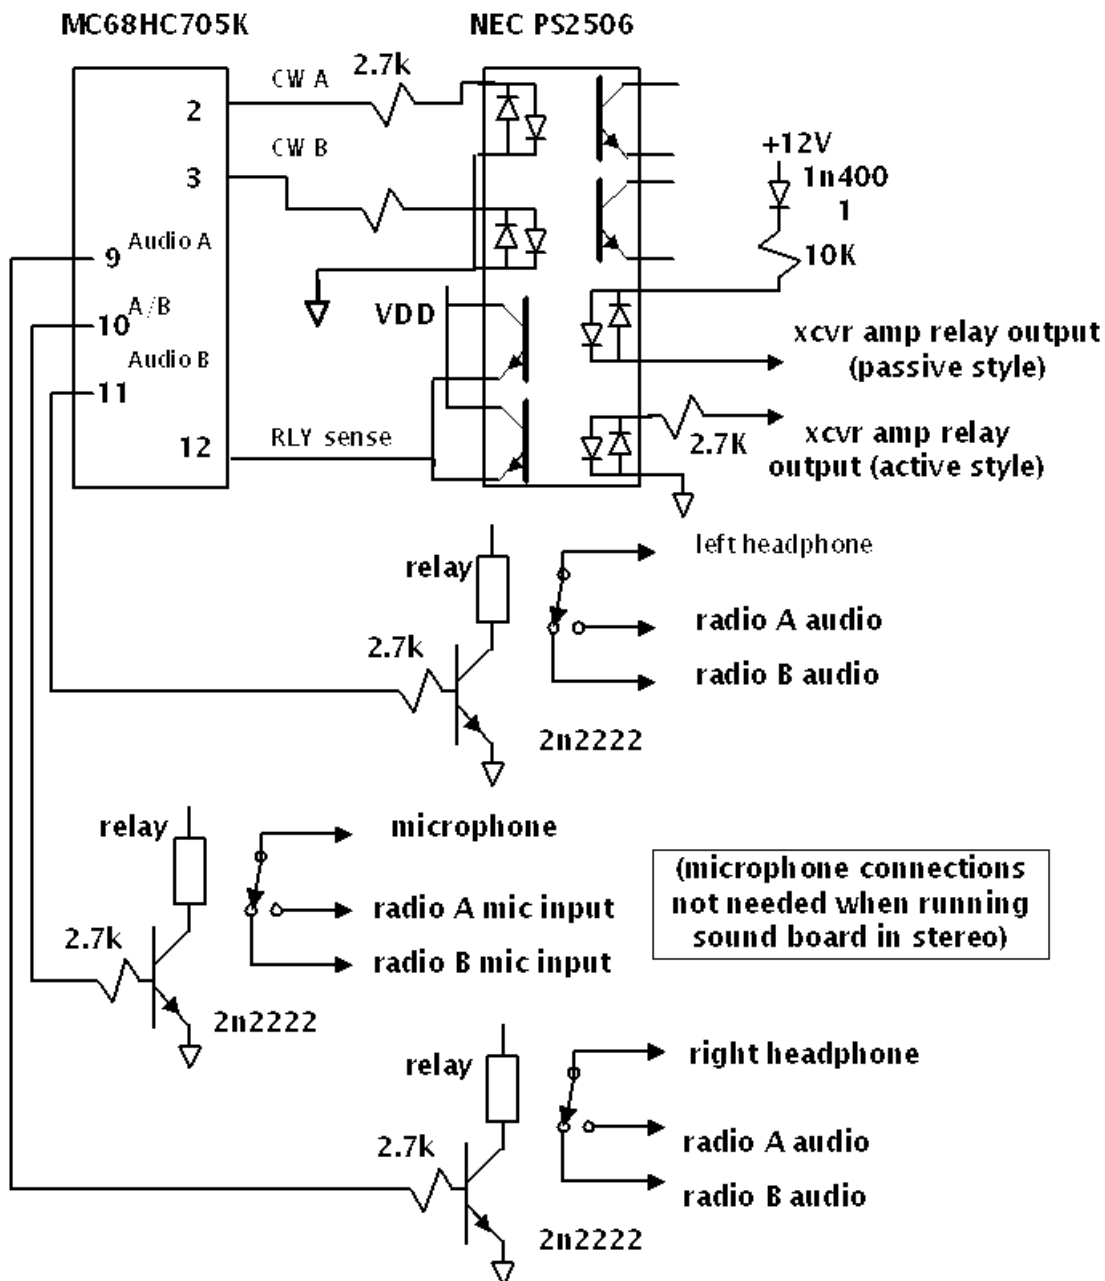 MC68HC705K
NEC PS2506
CW A
2.7k
2
CW B
3
+12V
1n400
1
10K
Audio A
9
A/B
10
VDD
Audio B
11
xcvr amp relay output
(passive style)
12
RLY sense
2.7K
xcvr amp relay
output (active style)
relay
left headphone
radio A audio
2.7k
radio B audio
2n2222
relay
microphone
radio A mic input
2.7k
radio B mic input
2n2222
(microphone connections
not needed when running
sound board in stereo)
relay
right headphone
2.7k
radio A audio
radio B audio
2n2222